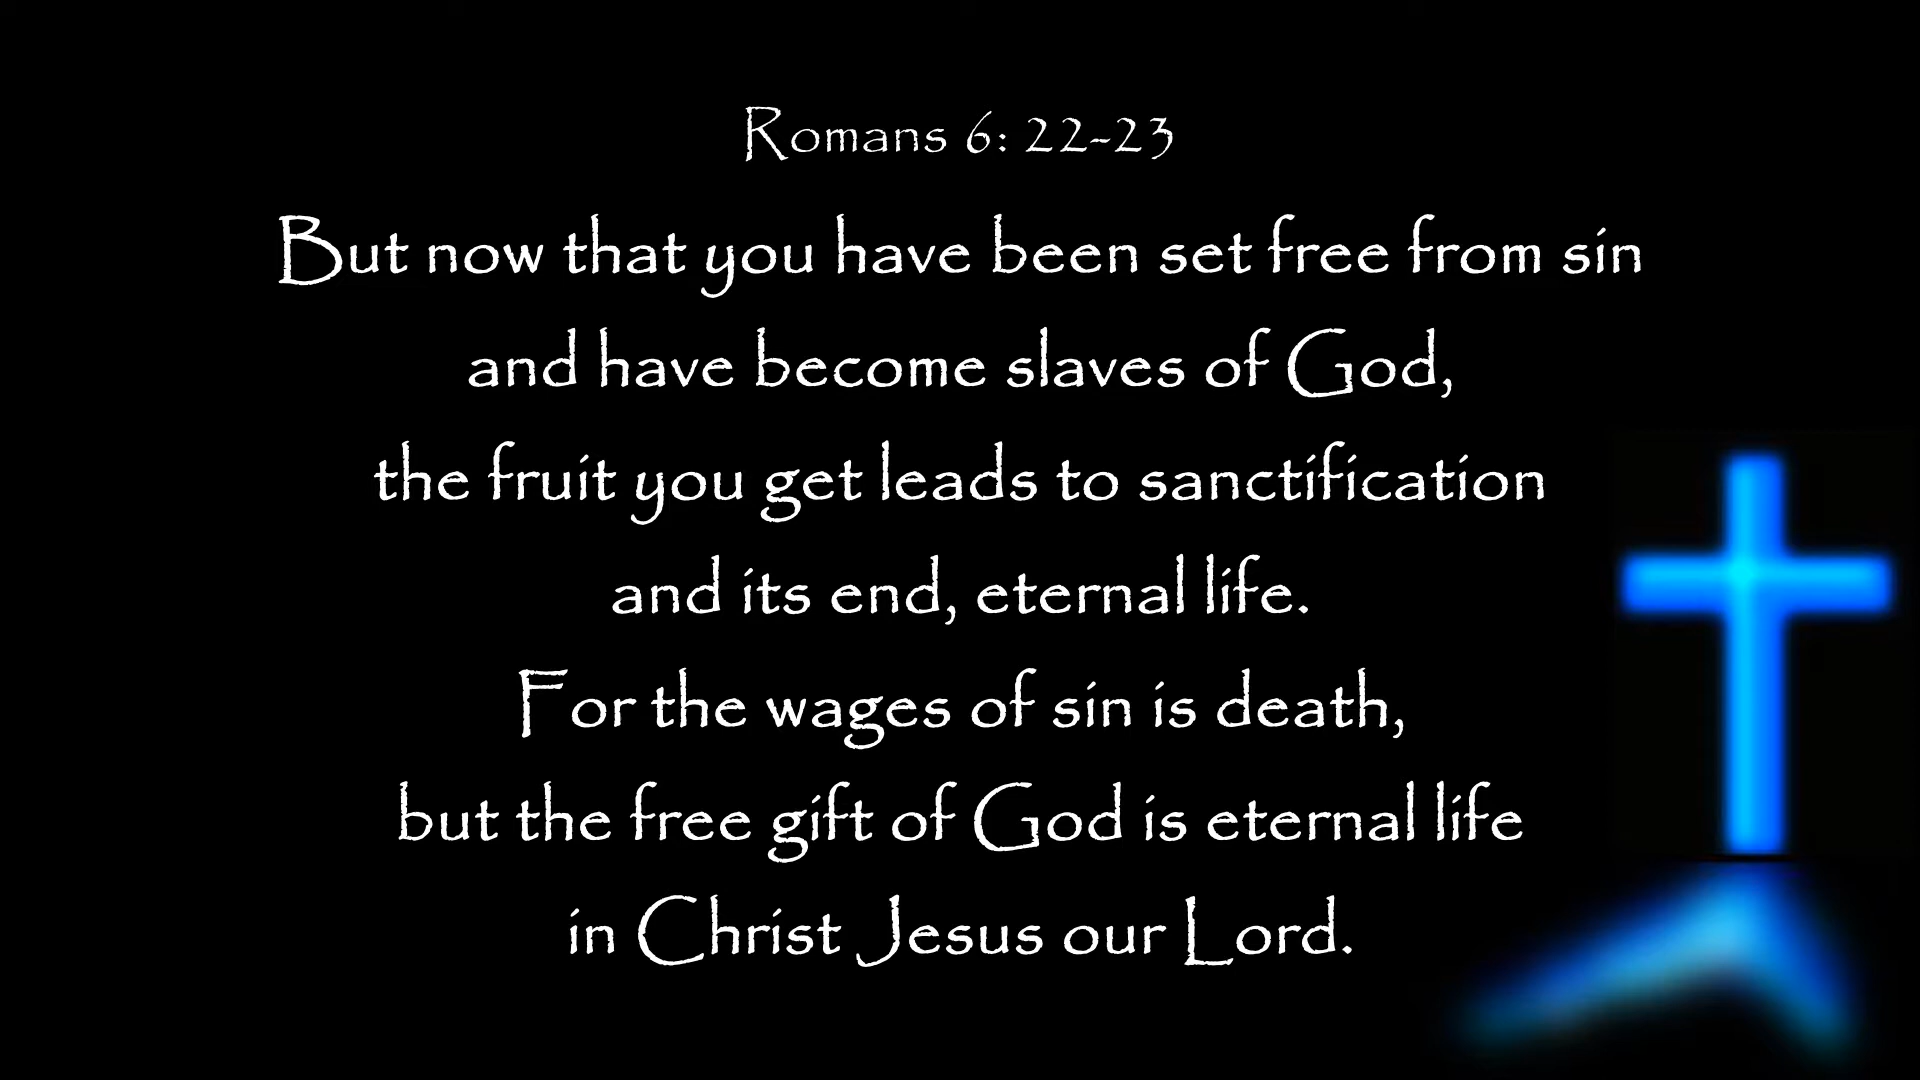 Romans 6: 22-23
But now that you have been set free from sin
and have become slaves of God,
the fruit you get leads to sanctification
and its end, eternal life.
For the wages of sin is death,
but the free gift of God is eternal life
in Christ Jesus our Lord.